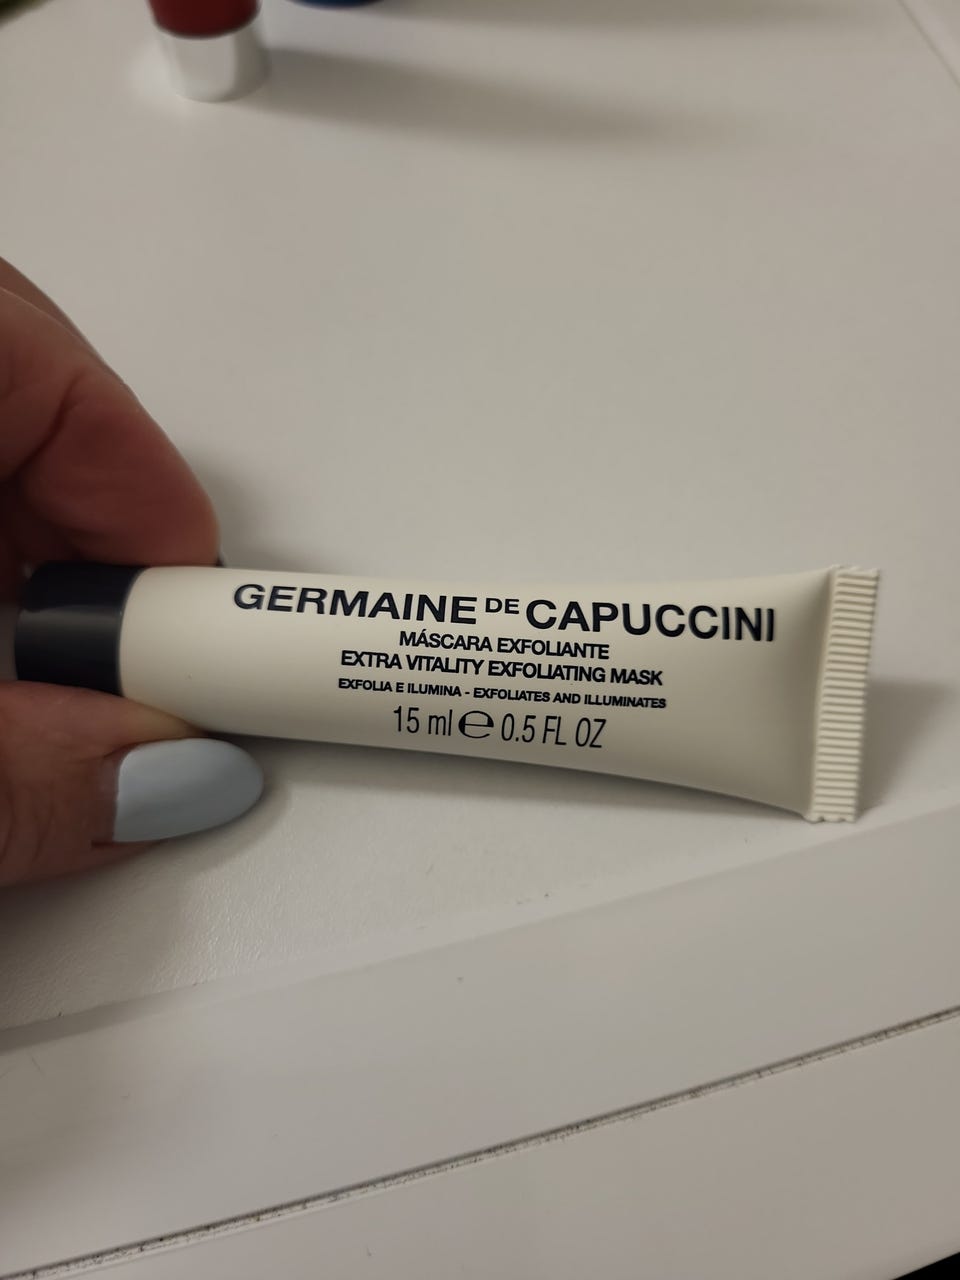 GERMAINE DE CAPUCCINI
MÁSCARA EXFOLIANTE
EXTRA VITALITY EXFOLIATING MASK
EXFOLIA E ILUMINA - EXFOLIATES AND ILLUMINATES
15 ml ℮ 0.5 FL OZ